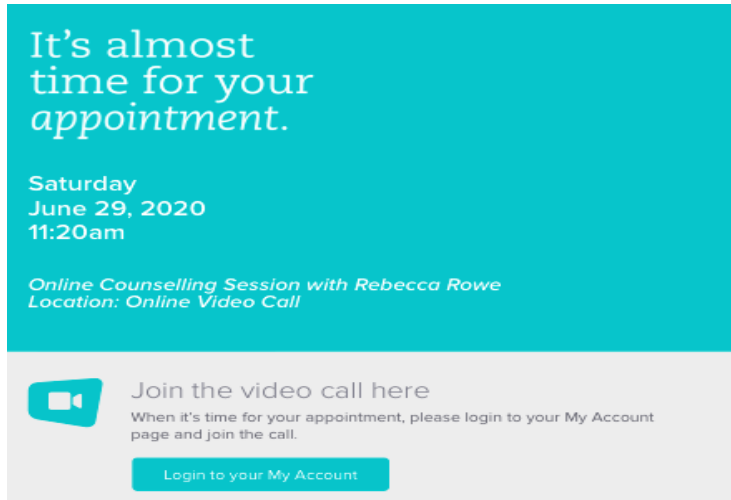 It's almost
time for your
appointment.
Saturday
June 29, 2020
11:20am
Online Counselling Session with Rebecca Rowe
Location: Online Video Call
Join the video call here
When it's time for your appointment, please login to your My Account
page and join the call.
Login to your My Account